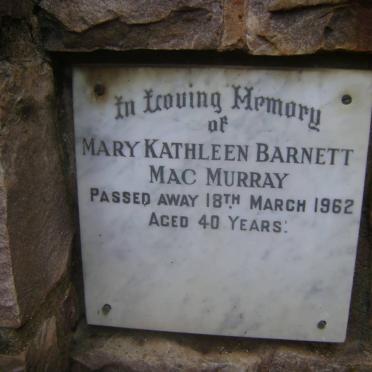 In Loving Memory
of
MARY KATHLEEN BARNETT
MAC MURRAY
PASSED AWAY 18TH MARCH 1962
AGED 40 YEARS.